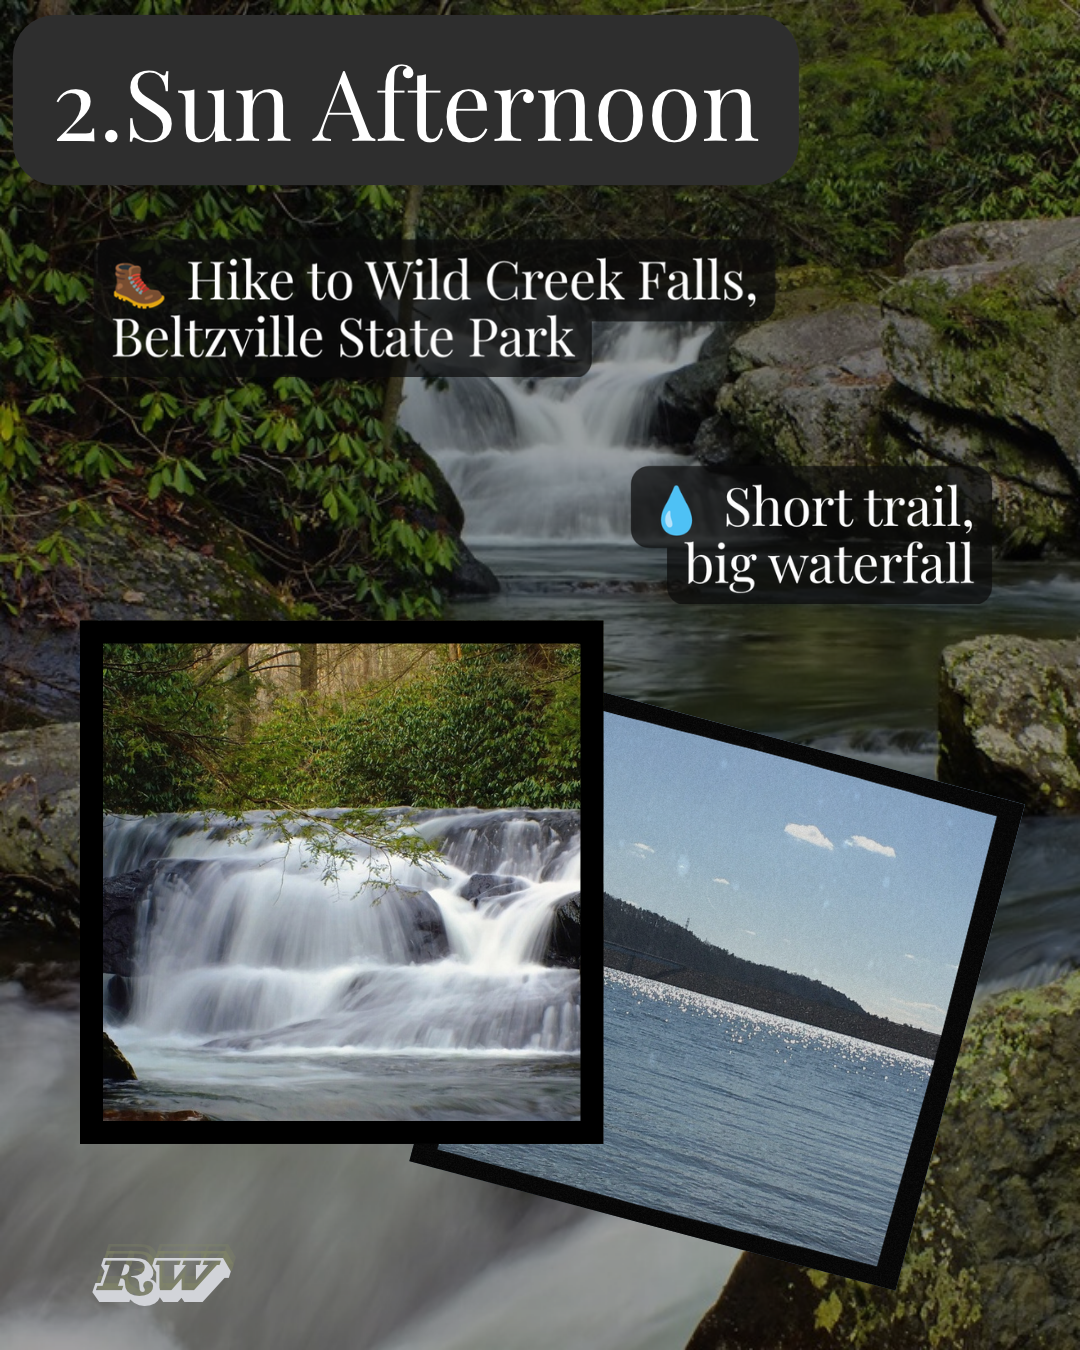 2.Sun Afternoon
🥾 Hike to Wild Creek Falls,
Beltzville State Park
💧 Short trail,
big waterfall
RW